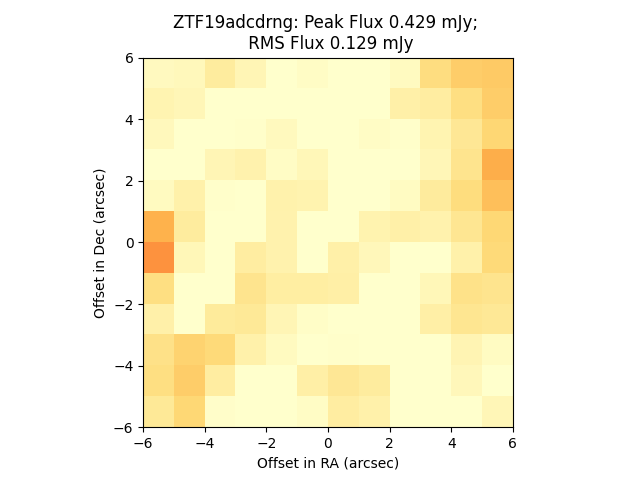 ZTF19adcdrng: Peak Flux 0.429 mJy;
RMS Flux 0.129 mJy
6
4
2
0
−2
−4
−6
Offset in Dec (arcsec)
−6 −4 −2 0 2 4 6
Offset in RA (arcsec)